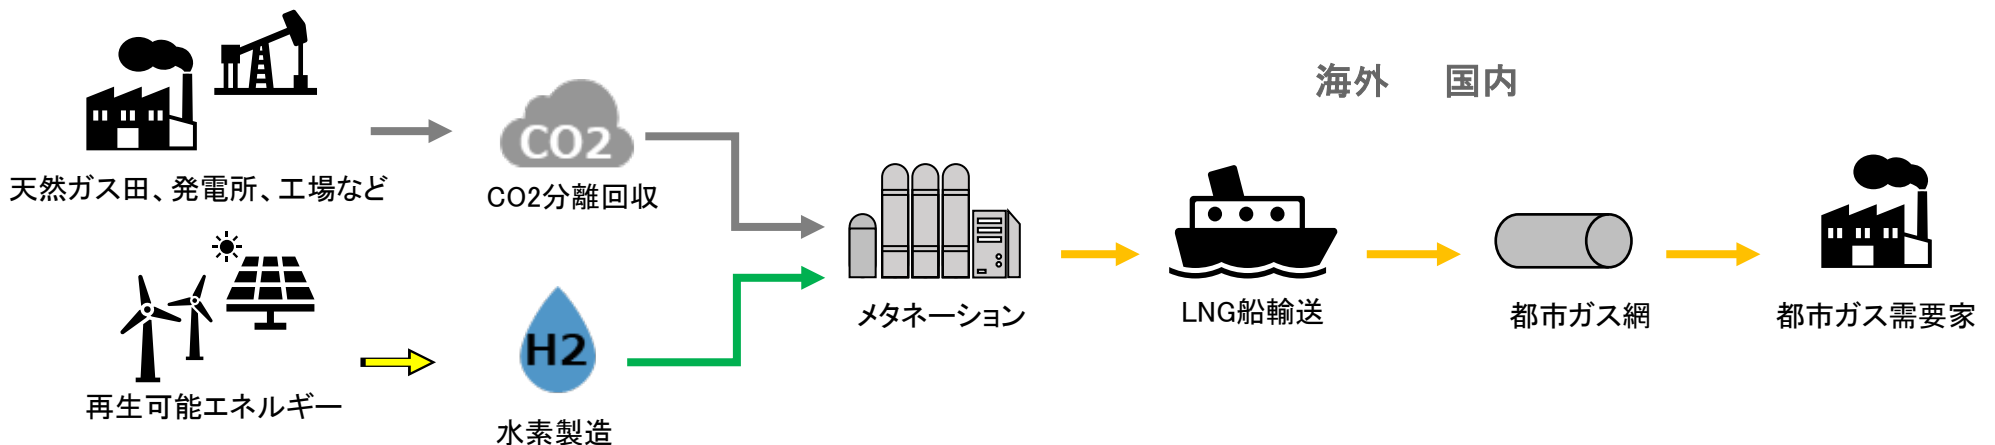 海外 国内
CO2
天然ガス田、発電所、工場など
CO2分離回収
H2
メタネーション
LNG船輸送
都市ガス網
都市ガス需要家
再生可能エネルギー
水素製造